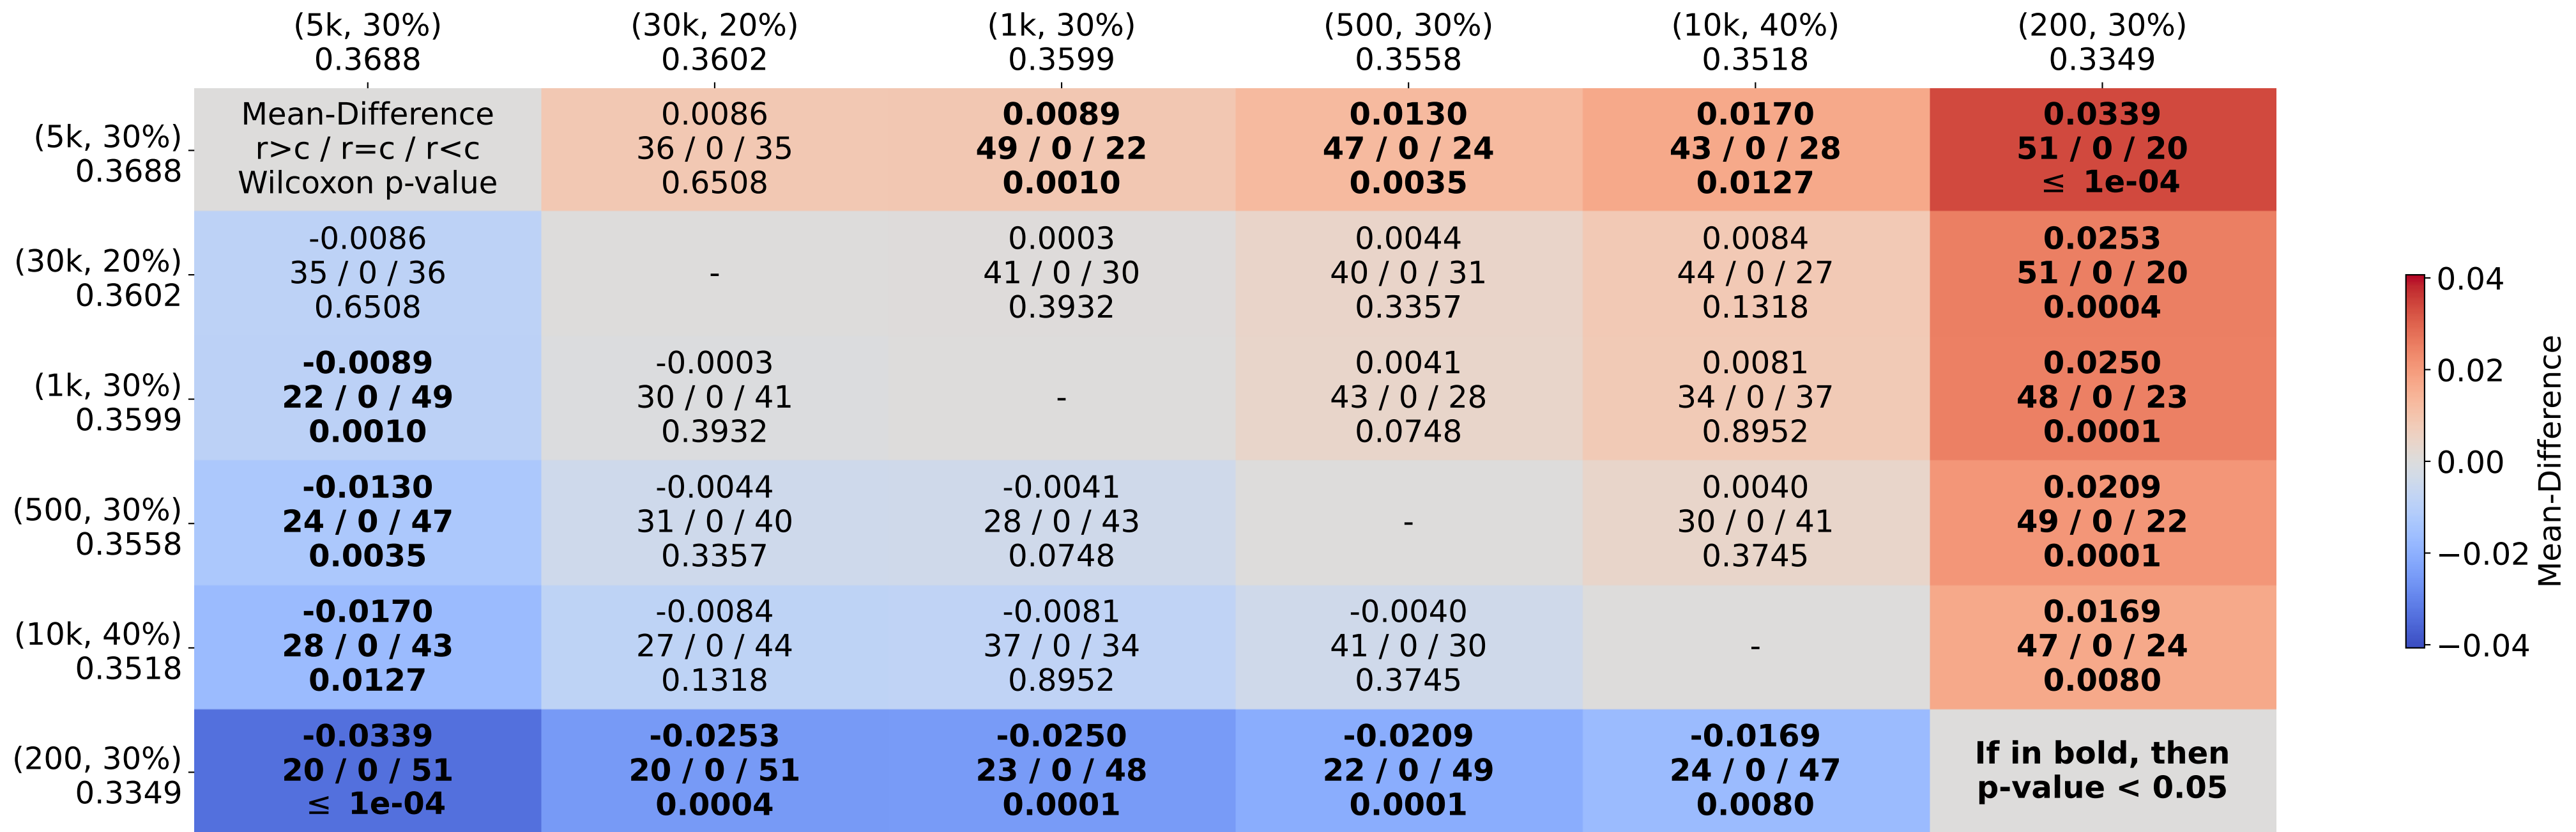 (5k, 30%) (30k, 20%) (1k, 30%) (500, 30%) (10k, 40%) (200, 30%)
0.3688 0.3602 0.3599 0.3558 0.3518 0.3349
(5k, 30%)
0.3688
Mean-Difference
r>c / r=c / r<c
Wilcoxon p-value
0.0086
36 / 0 / 35
0.6508
0.0089
49 / 0 / 22
0.0010
0.0130
47 / 0 / 24
0.0035
0.0170
43 / 0 / 28
0.0127
0.0339
51 / 0 / 20
≤ 1e-04
(30k, 20%)
0.3602
-0.0086
35 / 0 / 36
0.6508
-
0.0003
41 / 0 / 30
0.3932
0.0044
40 / 0 / 31
0.3357
0.0084
44 / 0 / 27
0.1318
0.0253
51 / 0 / 20
0.0004
(1k, 30%)
0.3599
-0.0089
22 / 0 / 49
0.0010
-0.0003
30 / 0 / 41
0.3932
-
0.0041
43 / 0 / 28
0.0748
0.0081
34 / 0 / 37
0.8952
0.0250
48 / 0 / 23
0.0001
(500, 30%)
0.3558
-0.0130
24 / 0 / 47
0.0035
-0.0044
31 / 0 / 40
0.3357
-0.0041
28 / 0 / 43
0.0748
-
0.0040
30 / 0 / 41
0.3745
0.0209
49 / 0 / 22
0.0001
(10k, 40%)
0.3518
-0.0170
28 / 0 / 43
0.0127
-0.0084
27 / 0 / 44
0.1318
-0.0081
37 / 0 / 34
0.8952
-0.0040
41 / 0 / 30
0.3745
-
0.0169
47 / 0 / 24
0.0080
(200, 30%)
0.3349
-0.0339
20 / 0 / 51
≤ 1e-04
-0.0253
20 / 0 / 51
0.0004
-0.0250
23 / 0 / 48
0.0001
-0.0209
22 / 0 / 49
0.0001
-0.0169
24 / 0 / 47
0.0080
If in bold, then
p-value < 0.05
0.04
0.02
0.00
−0.02
−0.04
Mean-Difference